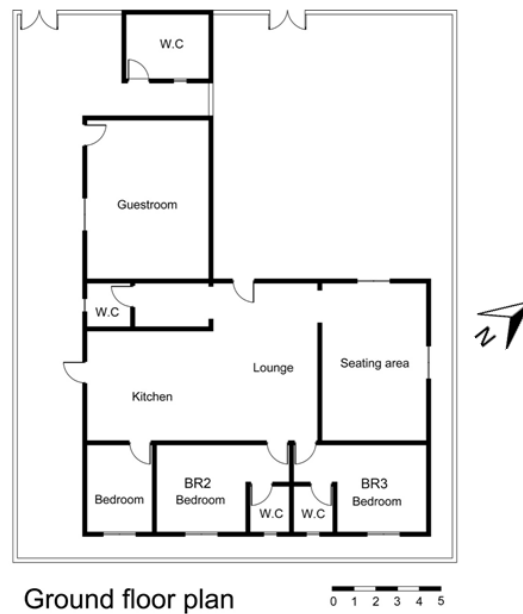 W.C
Guestroom
W.C
Lounge
Seating area
Kitchen
N
Bedroom
BR2
Bedroom
W.C
W.C
BR3
Bedroom
Ground floor plan
0 1 2 3 4 5